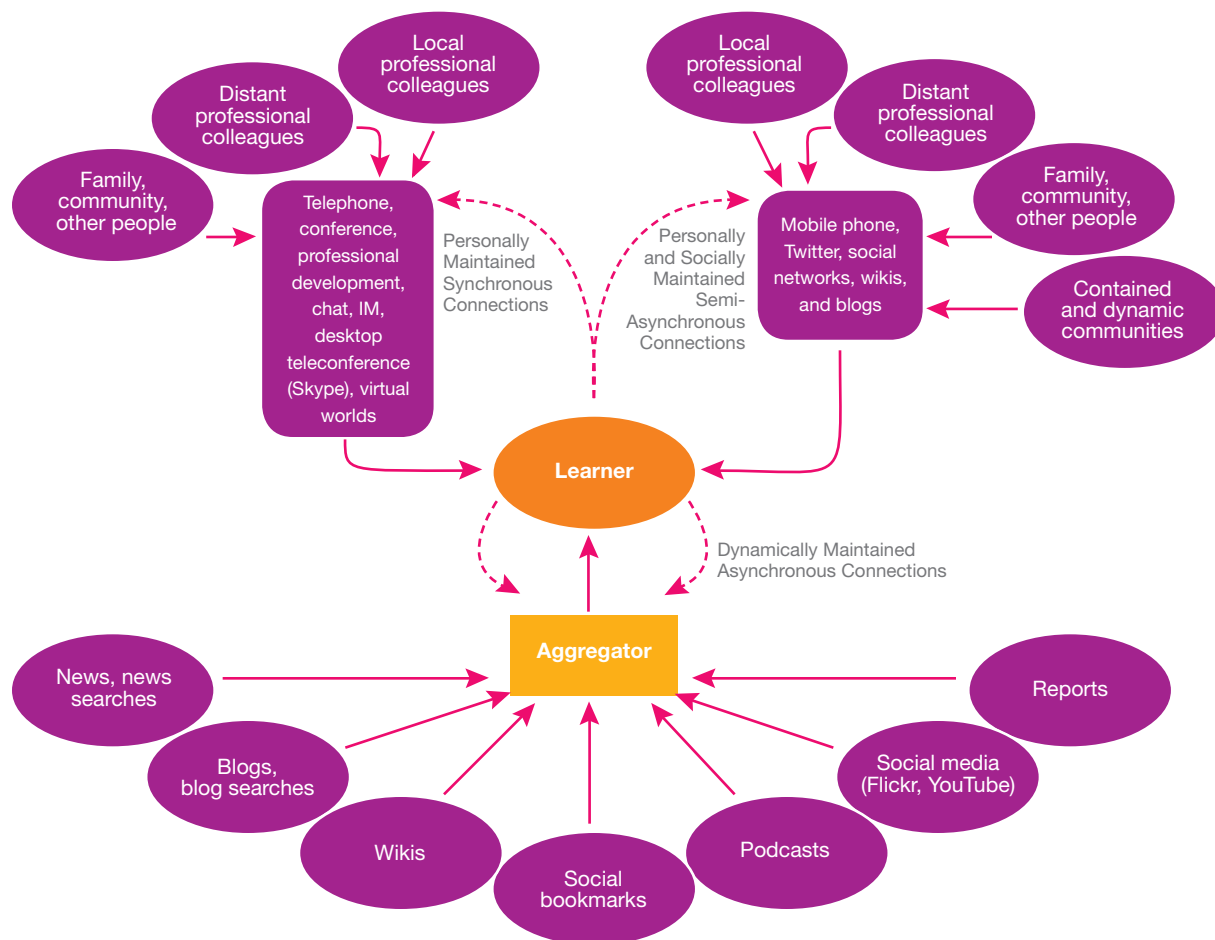 Local
professional
colleagues
Distant
professional
colleagues
Family,
community,
other people
Telephone,
conference,
professional
development,
chat, IM,
desktop
teleconference
(Skype), virtual
worlds
Personally
Maintained
Synchronous
Connections
Local
professional
colleagues
Distant
professional
colleagues
Family,
community,
other people
Contained
and dynamic
communities
Mobile phone,
Twitter, social
networks, wikis,
and blogs
Personally
and Socially
Maintained
Semi-
Asynchronous
Connections
Learner
Dynamically Maintained
Asynchronous Connections
Aggregator
News, news
searches
Blogs,
blog searches
Wikis
Social
bookmarks
Podcasts
Social media
(Flickr, YouTube)
Reports